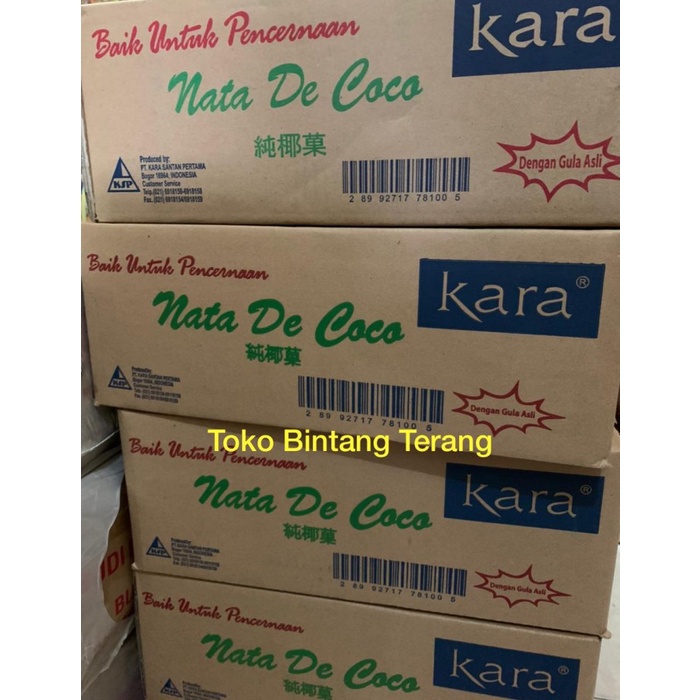 Baik Untuk Pencernaan
kara
Nata De Coco
純椰菓
Dengan Gula Asli
KSP
Produced by:
PT. KARA SANTAN PERTAMA
Bogor 16964, INDONESIA
Customer Service
2 89 92717 78100 5
Baik Untuk Pencernaan
kara®
Nata De Coco
純椰菓
Customer Service
2 89 92717 78100 5
Dengan Gula Asli
Toko Bintang Terang
Baik Untuk Pencernaan
kara®
Nata De Coco
純椰菓
KSP
2 89 92717 78100 5
Dengan Gula Asli
Baik Untuk Pencernaan
kara®
Nata De Coco
純椰菓